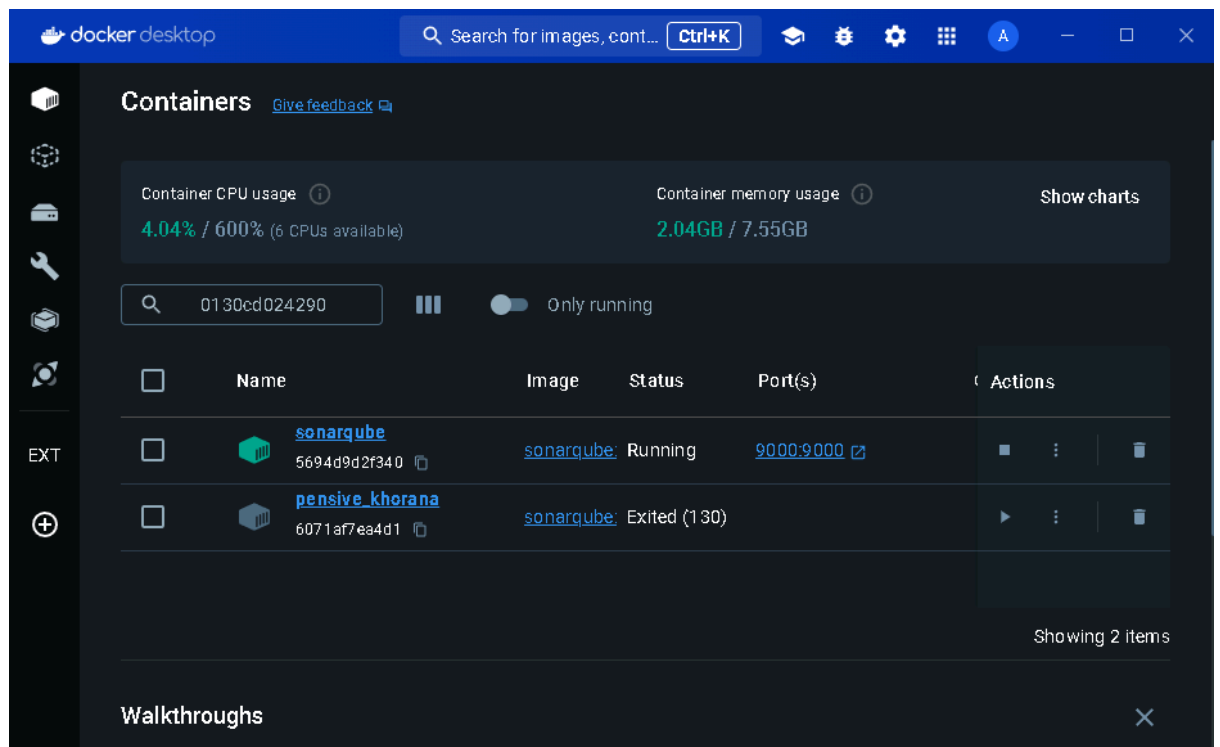 docker desktop
Search for images, cont... Ctrl+K
A
Containers Give feedback
Container CPU usage
4.04% / 600% (6 CPUs available)
Container memory usage
2.04GB / 7.55GB
Show charts
0130cd024290
Only running
Name Image Status Port(s) Actions
sonarqube
5694d9d2f340
sonarqube: Running 9000:9000
pensive_khorana
6071af7ea4d1
sonarqube: Exited (130)
EXT
Showing 2 items
Walkthroughs